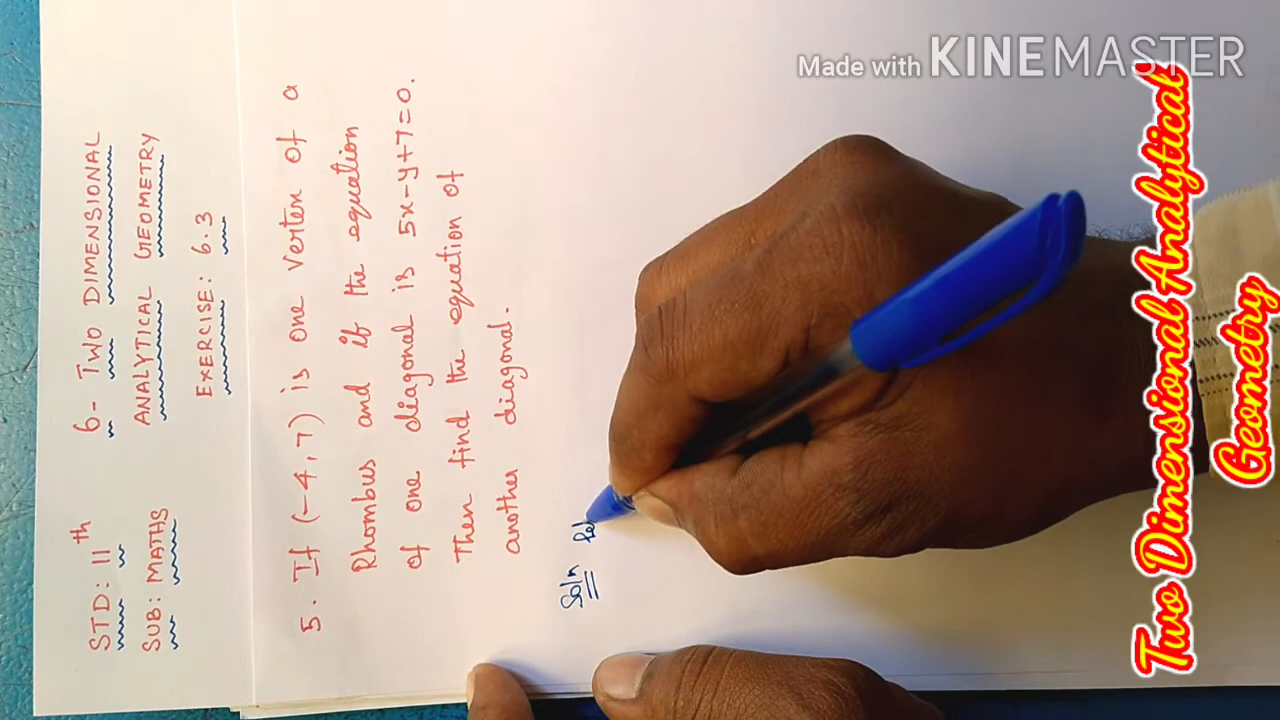 Made with KINEMASTER
STD: 11th
SUB: MATHS
6- TWO DIMENSIONAL
ANALYTICAL GEOMETRY
EXERCISE: 6.3
5. If (-4, 7) is one vertex of a
Rhombus and if the equation
of one diagonal is 5x-y+7=0.
Then find the equation of
another diagonal.
Soln
Two Dimensional Analytical
Geometry